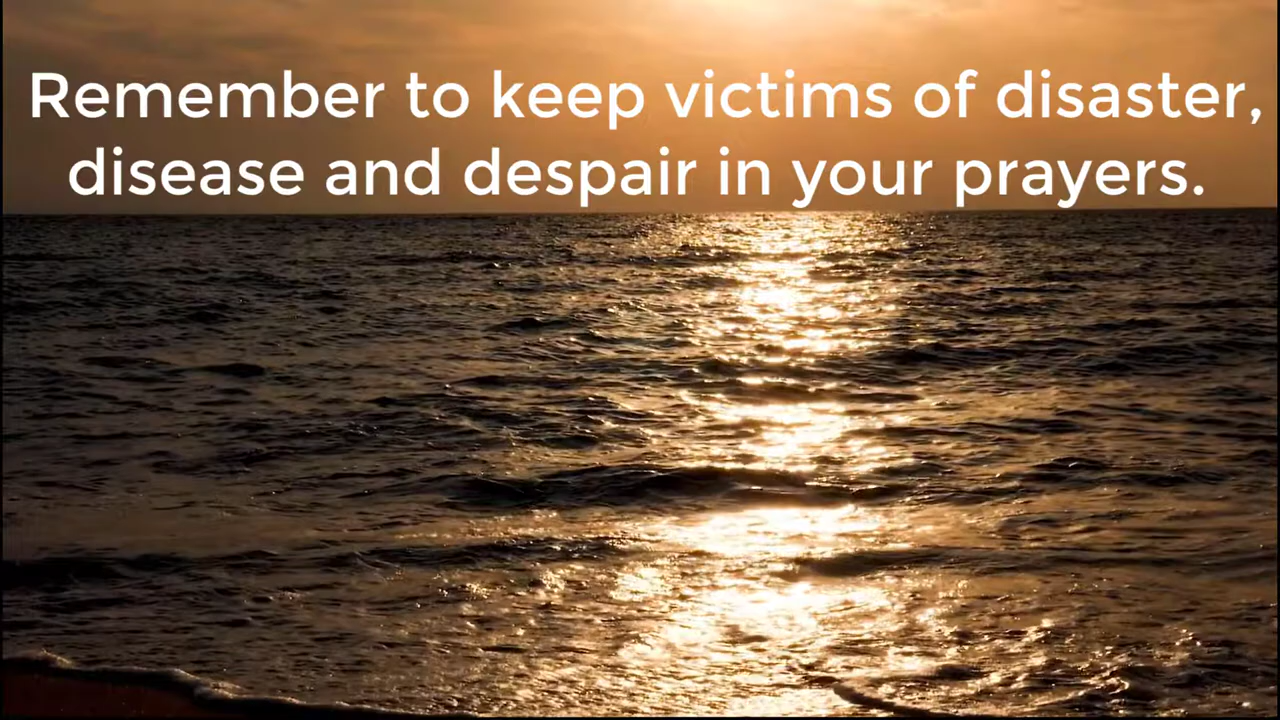 Remember to keep victims of disaster,
disease and despair in your prayers.